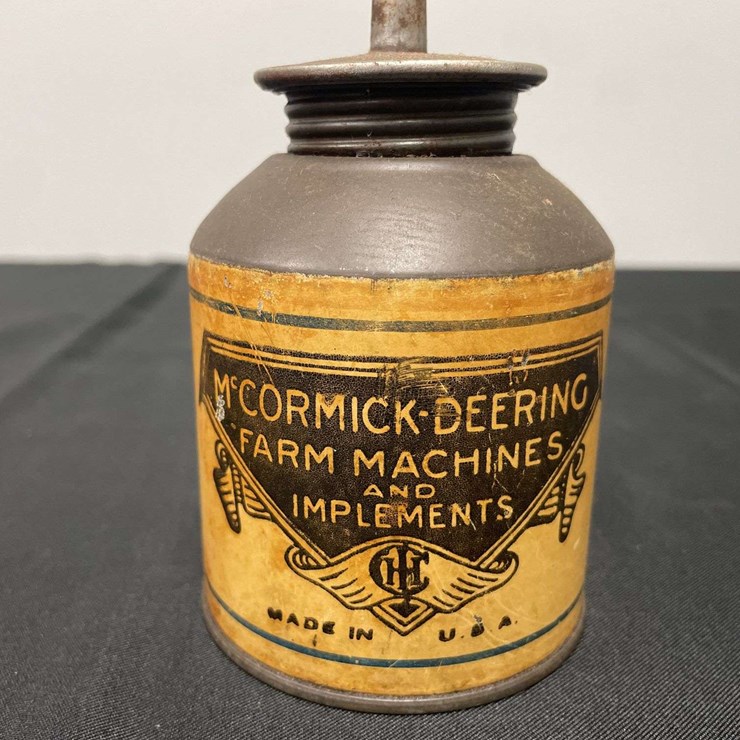 McCORMICK-DEERING
FARM MACHINES
AND
IMPLEMENTS
IHC
MADE IN U.S.A.